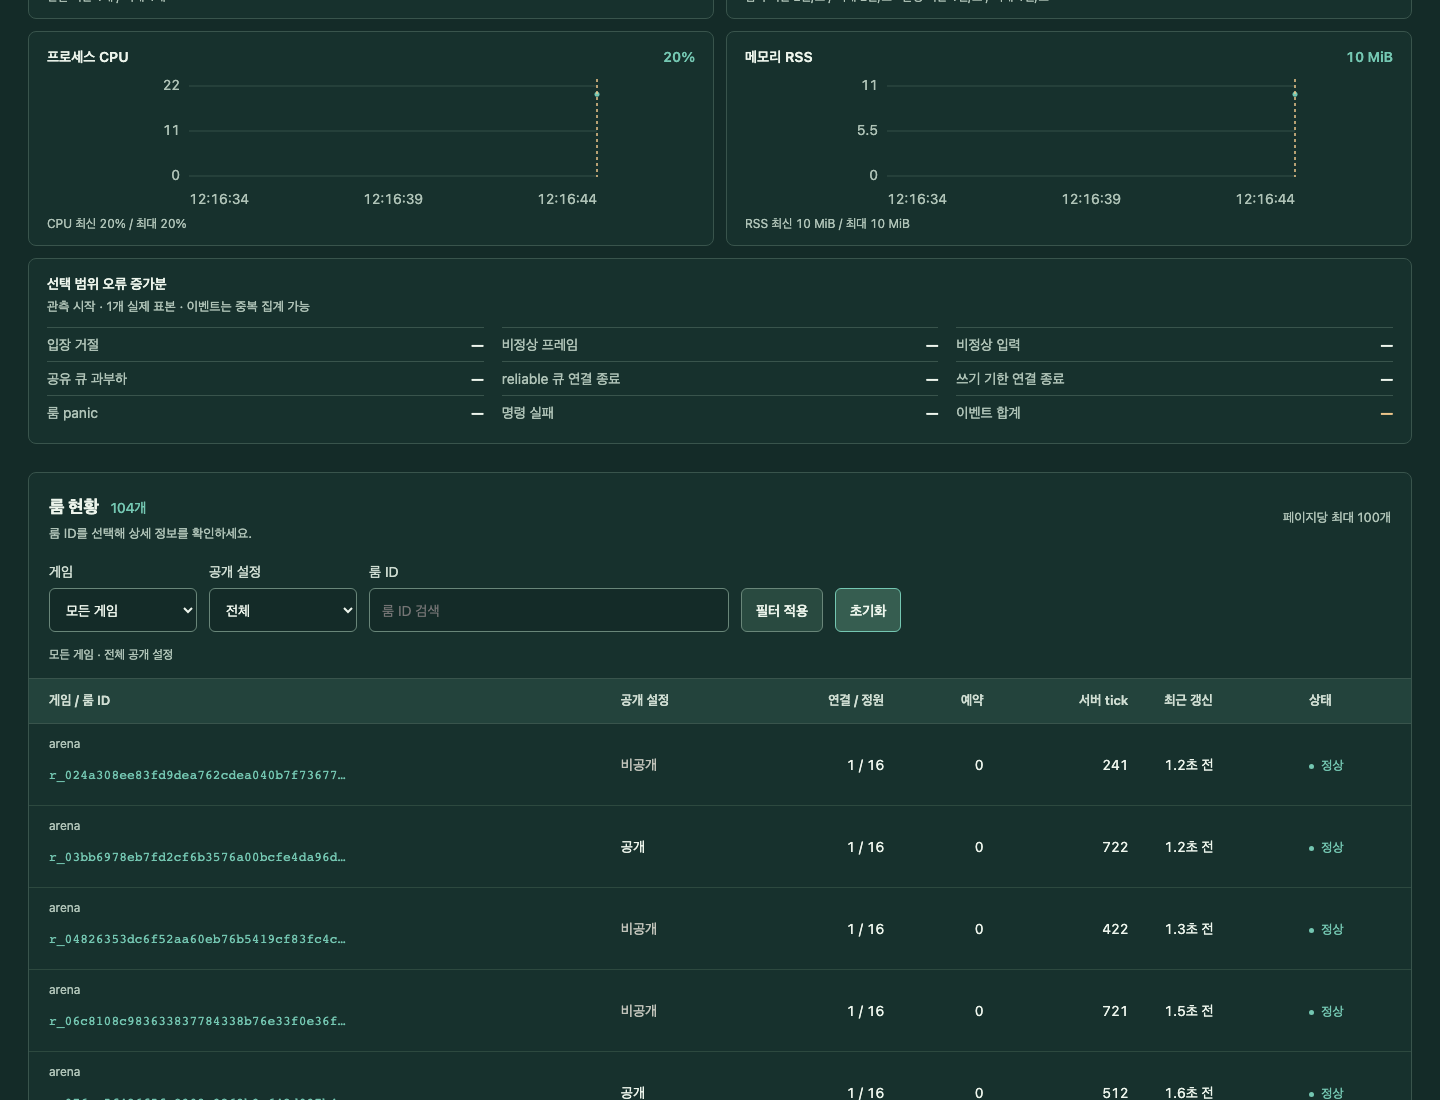 프로세스 CPU 20%
22
11
0
12:16:34 12:16:39 12:16:44
CPU 최신 20% / 최대 20%
메모리 RSS 10 MiB
11
5.5
0
12:16:34 12:16:39 12:16:44
RSS 최신 10 MiB / 최대 10 MiB
선택 범위 오류 증가분
관측 시작 · 1개 실제 표본 · 이벤트는 중복 집계 가능
입장 거절 — 비정상 프레임 — 비정상 입력 —
공유 큐 과부하 — reliable 큐 연결 종료 — 쓰기 기한 연결 종료 —
룸 panic — 명령 실패 — 이벤트 합계 —
룸 현황 104개
룸 ID를 선택해 상세 정보를 확인하세요.
페이지당 최대 100개
게임 공개 설정 룸 ID
모든 게임 전체 룸 ID 검색 필터 적용 초기화
모든 게임 · 전체 공개 설정
게임 / 룸 ID 공개 설정 연결 / 정원 예약 서버 tick 최근 갱신 상태
arena
r_024a308ee83fd9dea762cdea040b7f73677… 비공개 1 / 16 0 241 1.2초 전 정상
arena
r_03bb6978eb7fd2cf6b3576a00bcfe4da96d… 공개 1 / 16 0 722 1.2초 전 정상
arena
r_04826353dc6f52aa60eb76b5419cf83fc4c… 비공개 1 / 16 0 422 1.3초 전 정상
arena
r_06c8108c983633837784338b76e33f0e36f… 비공개 1 / 16 0 721 1.5초 전 정상
arena
공개 1 / 16 0 512 1.6초 전 정상